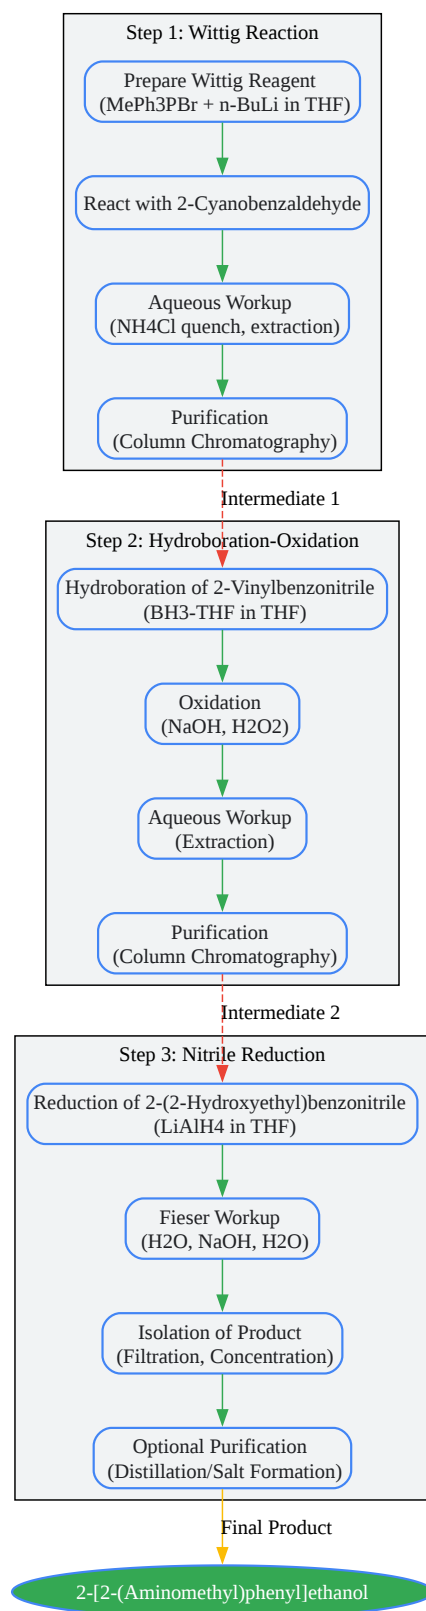 Step 1: Wittig Reaction
Prepare Wittig Reagent
(MePh3PBr + n-BuLi in THF)
React with 2-Cyanobenzaldehyde
Aqueous Workup
(NH4Cl quench, extraction)
Purification
(Column Chromatography)
Intermediate 1
Step 2: Hydroboration-Oxidation
Hydroboration of 2-Vinylbenzonitrile
(BH3-THF in THF)
Oxidation
(NaOH, H2O2)
Aqueous Workup
(Extraction)
Purification
(Column Chromatography)
Intermediate 2
Step 3: Nitrile Reduction
Reduction of 2-(2-Hydroxyethyl)benzonitrile
(LiAlH4 in THF)
Fieser Workup
(H2O, NaOH, H2O)
Isolation of Product
(Filtration, Concentration)
Optional Purification
(Distillation/Salt Formation)
Final Product
2-[2-(Aminomethyl)phenyl]ethanol